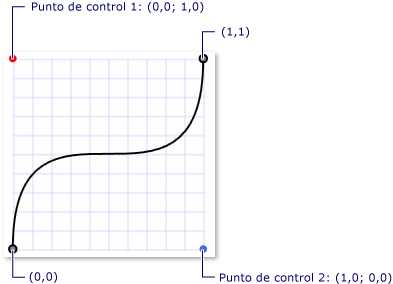 Punto de control 1: (0,0; 1,0)
(1,1)
(0,0)
Punto de control 2: (1,0; 0,0)